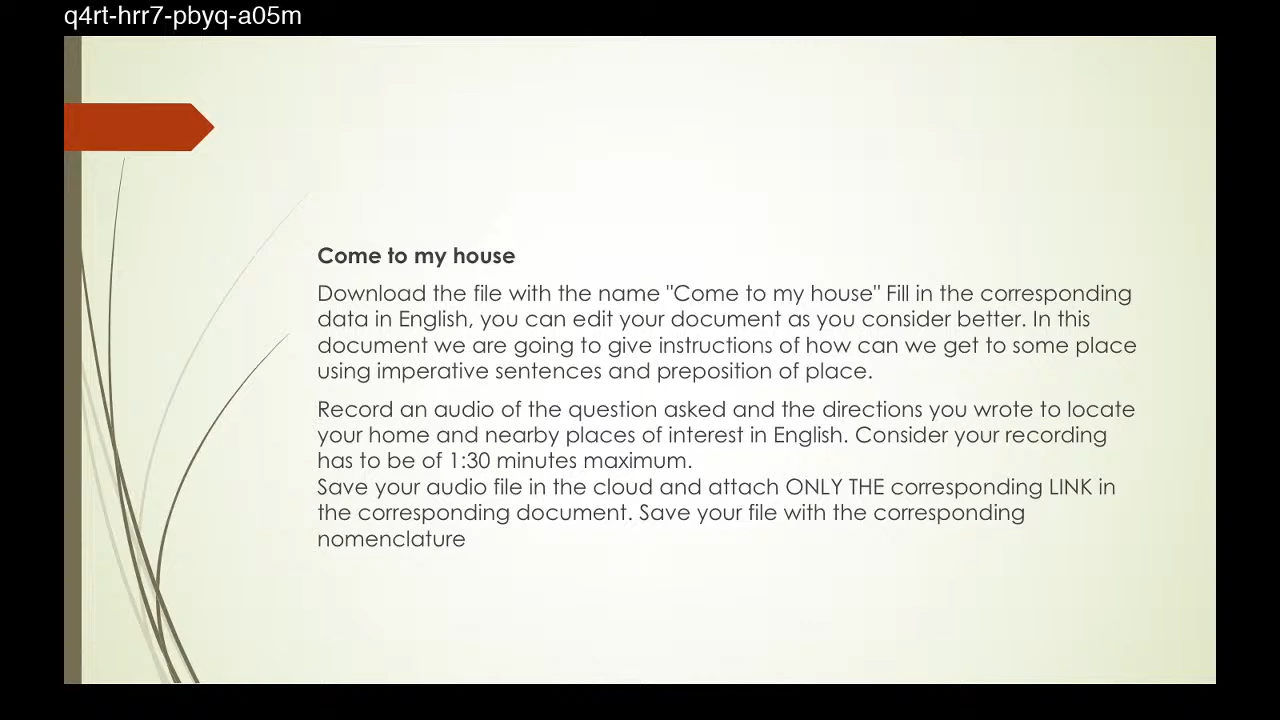 q4rt-hrr7-pbyq-a05m
Come to my house
Download the file with the name "Come to my house" Fill in the corresponding
data in English, you can edit your document as you consider better. In this
document we are going to give instructions of how can we get to some place
using imperative sentences and preposition of place.
Record an audio of the question asked and the directions you wrote to locate
your home and nearby places of interest in English. Consider your recording
has to be of 1:30 minutes maximum.
Save your audio file in the cloud and attach ONLY THE corresponding LINK in
the corresponding document. Save your file with the corresponding
nomenclature